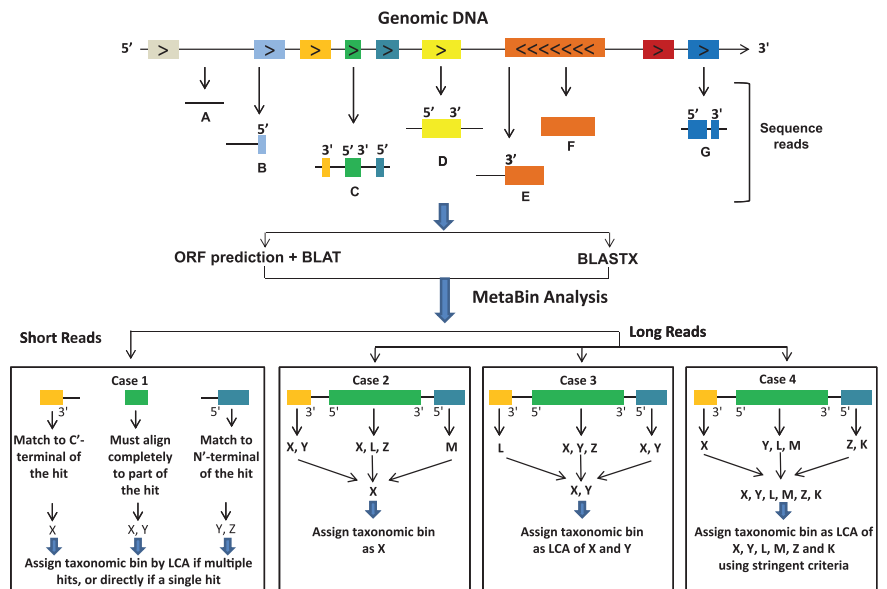 Genomic DNA
5’ > > > > > > <<<<<<< > > 3’
A
5’
B
3' 5’ 3' 5’
C
5’ 3’
D
3’
E
F
5’ 3'
G
Sequence
reads
ORF prediction + BLAT
BLASTX
MetaBin Analysis
Short Reads
Long Reads
Case 1
3'
5'
Match to C’-
terminal of
the hit
Must align
completely
to part of
the hit
Match to
N’-terminal
of the hit
X
X, Y
Y, Z
Assign taxonomic bin by LCA if multiple
hits, or directly if a single hit
Case 2
3' 5' 3' 5'
X, Y X, L, Z M
X
Assign taxonomic bin
as X
Case 3
3' 5' 3' 5'
L X, Y, Z X, Y
X, Y
Assign taxonomic bin
as LCA of X and Y
Case 4
3' 5' 3' 5'
X Y, L, M Z, K
X, Y, L, M, Z, K
Assign taxonomic bin as LCA of
X, Y, L, M, Z and K
using stringent criteria